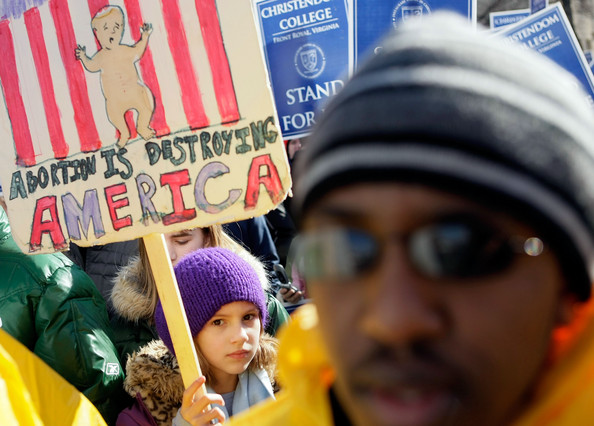 ABORTION IS DESTROYING
AMERICA
CHRISTENDOM
COLLEGE
FRONT ROYAL, VIRGINIA
STAND
FOR